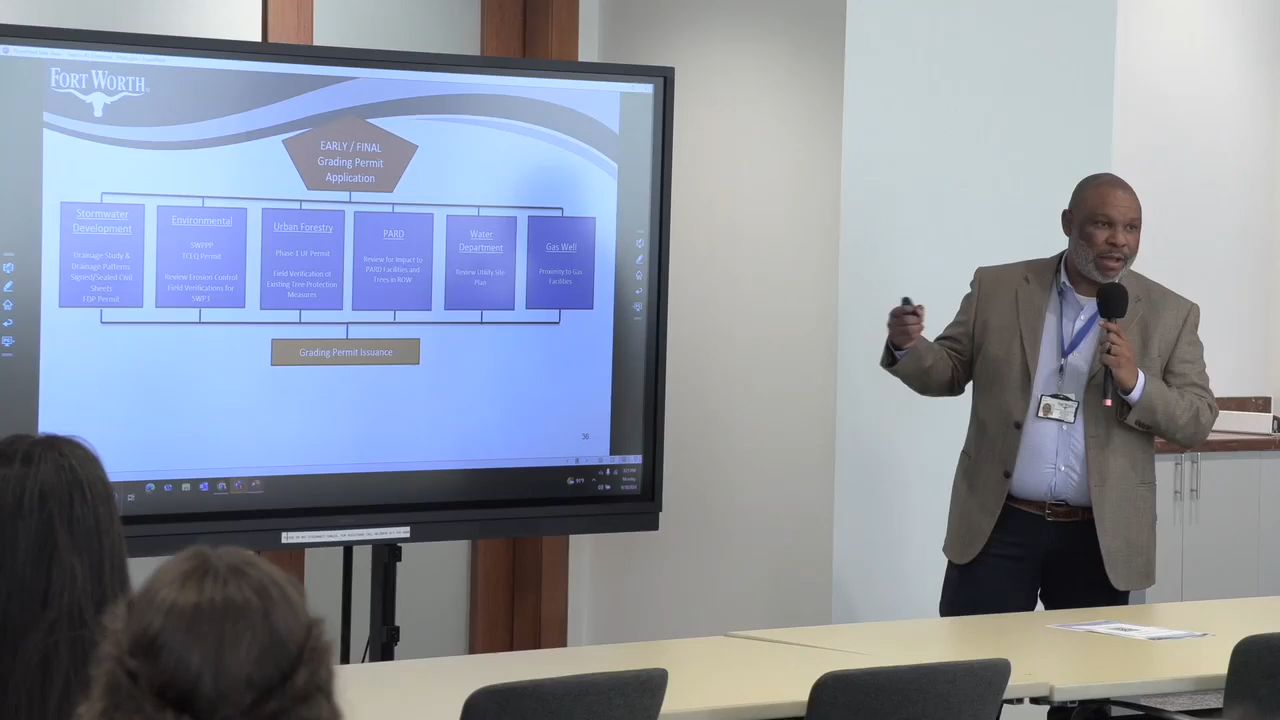 FORT WORTH
EARLY / FINAL
Grading Permit
Application
Stormwater
Development
Drainage Study &
Drainage Patterns
Signed/Sealed Civil
Sheets
FDP Permit
Environmental
SWPPP
TCEQ Permit
Review Erosion Control
Field Verifications for
SWP3
Urban Forestry
Phase 1 UF Permit
Field Verification of
Existing Tree Protection
Measures
PARD
Review for Impact to
PARD Facilities and
Trees in ROW
Water
Department
Review Utility Site
Plan
Gas Well
Proximity to Gas
Facilities
Grading Permit Issuance
36
Monday